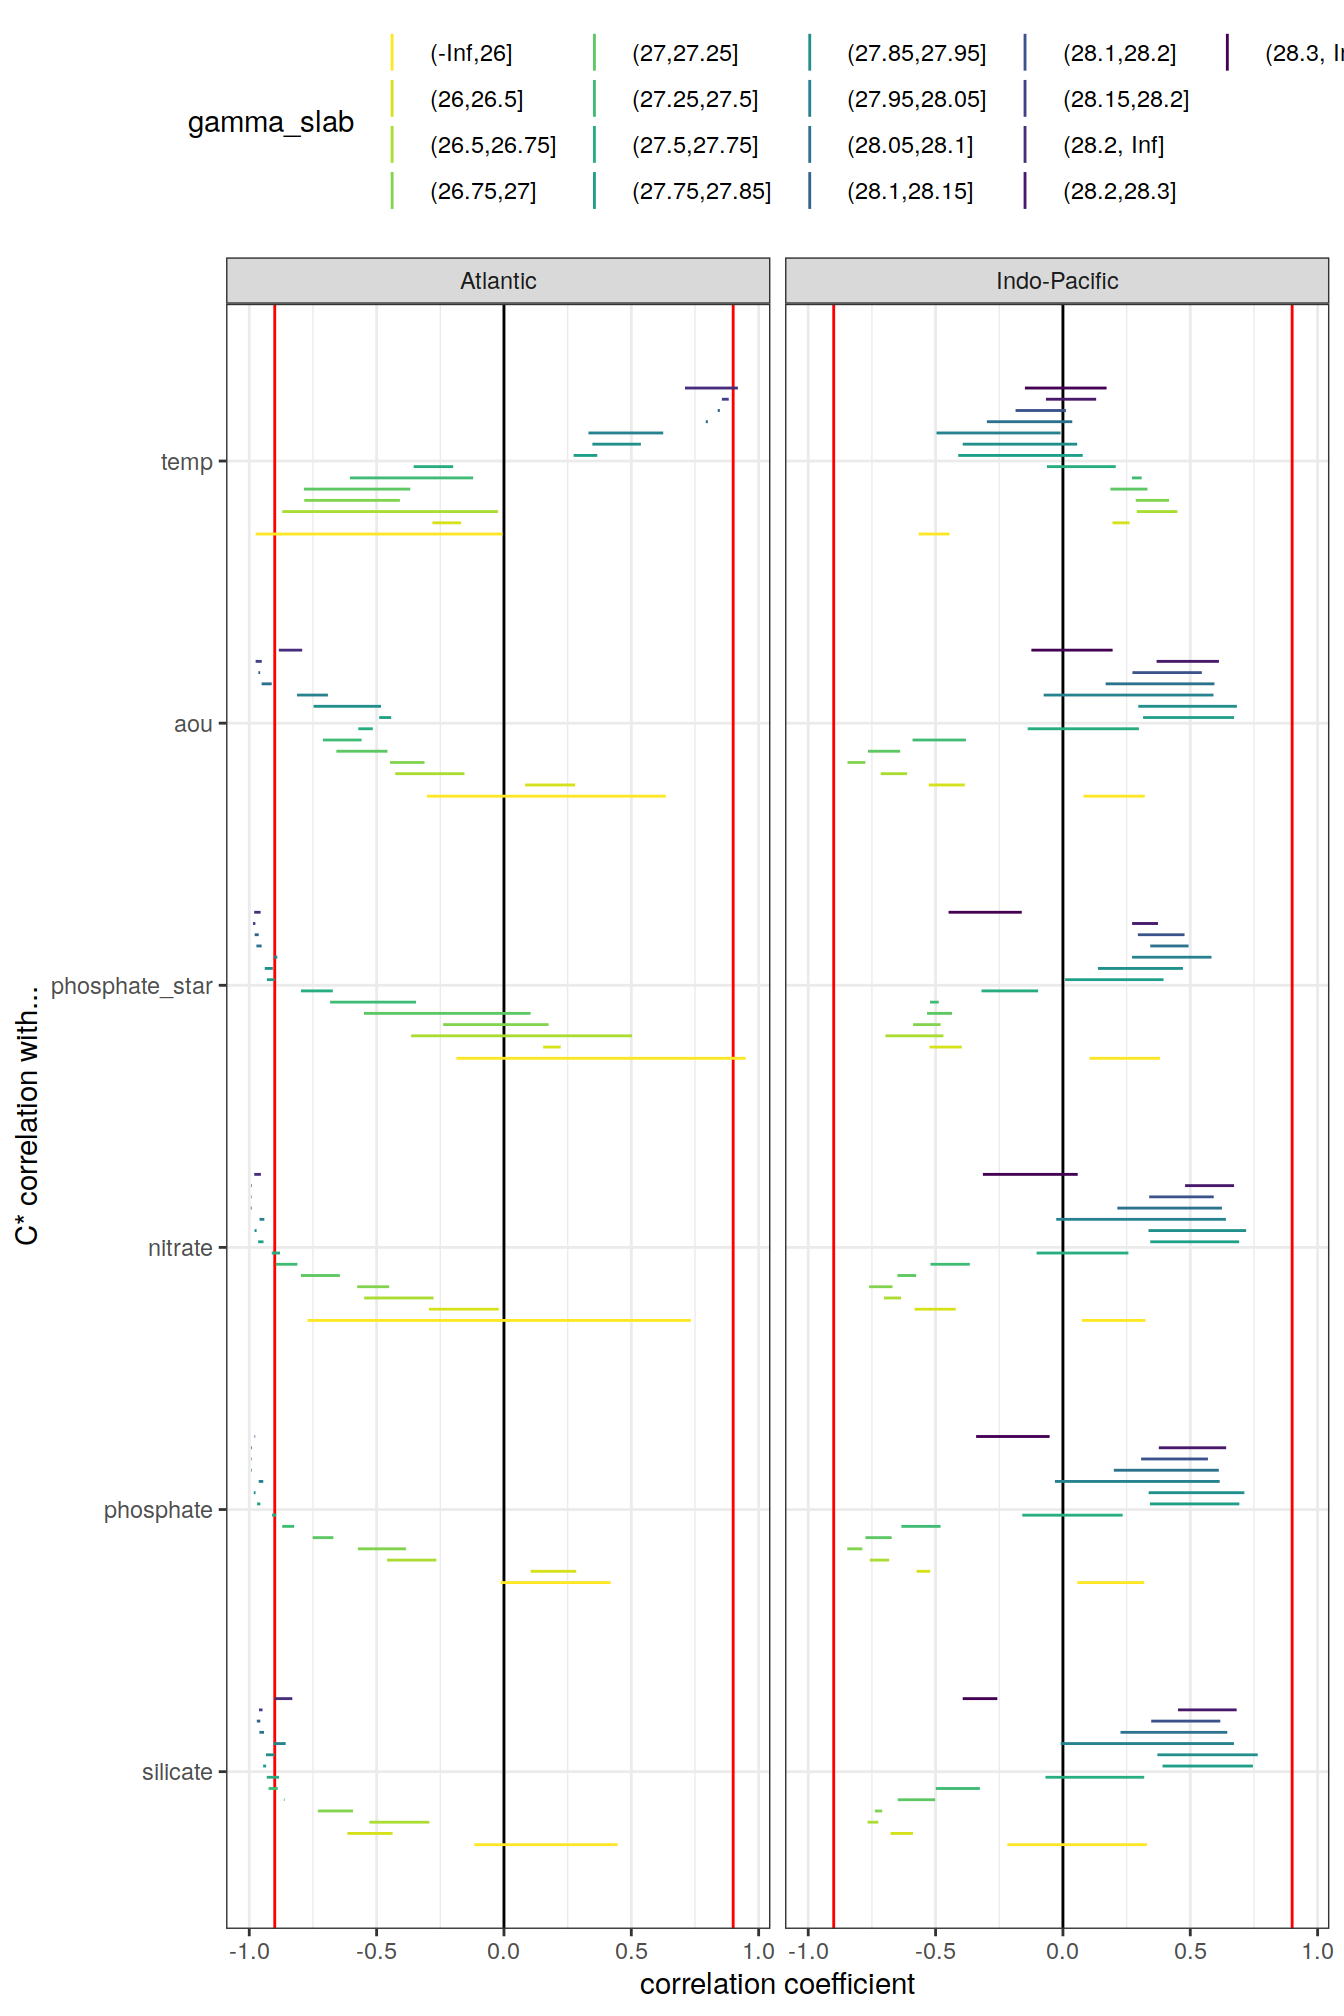 (-Inf,26] (27,27.25] (27.85,27.95] (28.1,28.2] (28.3, In
(26,26.5] (27.25,27.5] (27.95,28.05] (28.15,28.2]
gamma_slab
(26.5,26.75] (27.5,27.75] (28.05,28.1] (28.2, Inf]
(26.75,27] (27.75,27.85] (28.1,28.15] (28.2,28.3]
Atlantic Indo-Pacific
temp
aou
phosphate_star
nitrate
phosphate
silicate
C* correlation with...
-1.0 -0.5 0.0 0.5 1.0 -1.0 -0.5 0.0 0.5 1.0
correlation coefficient